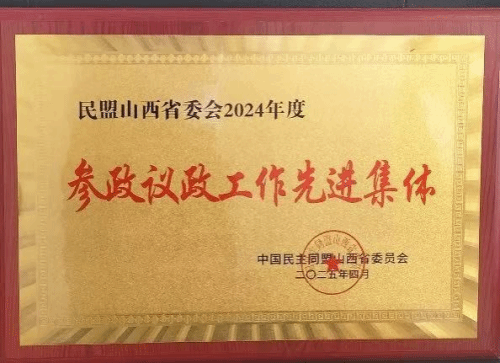 民盟山西省委会2024年度
参政议政工作先进集体
中国民主同盟山西省委员会
二〇二五年四月